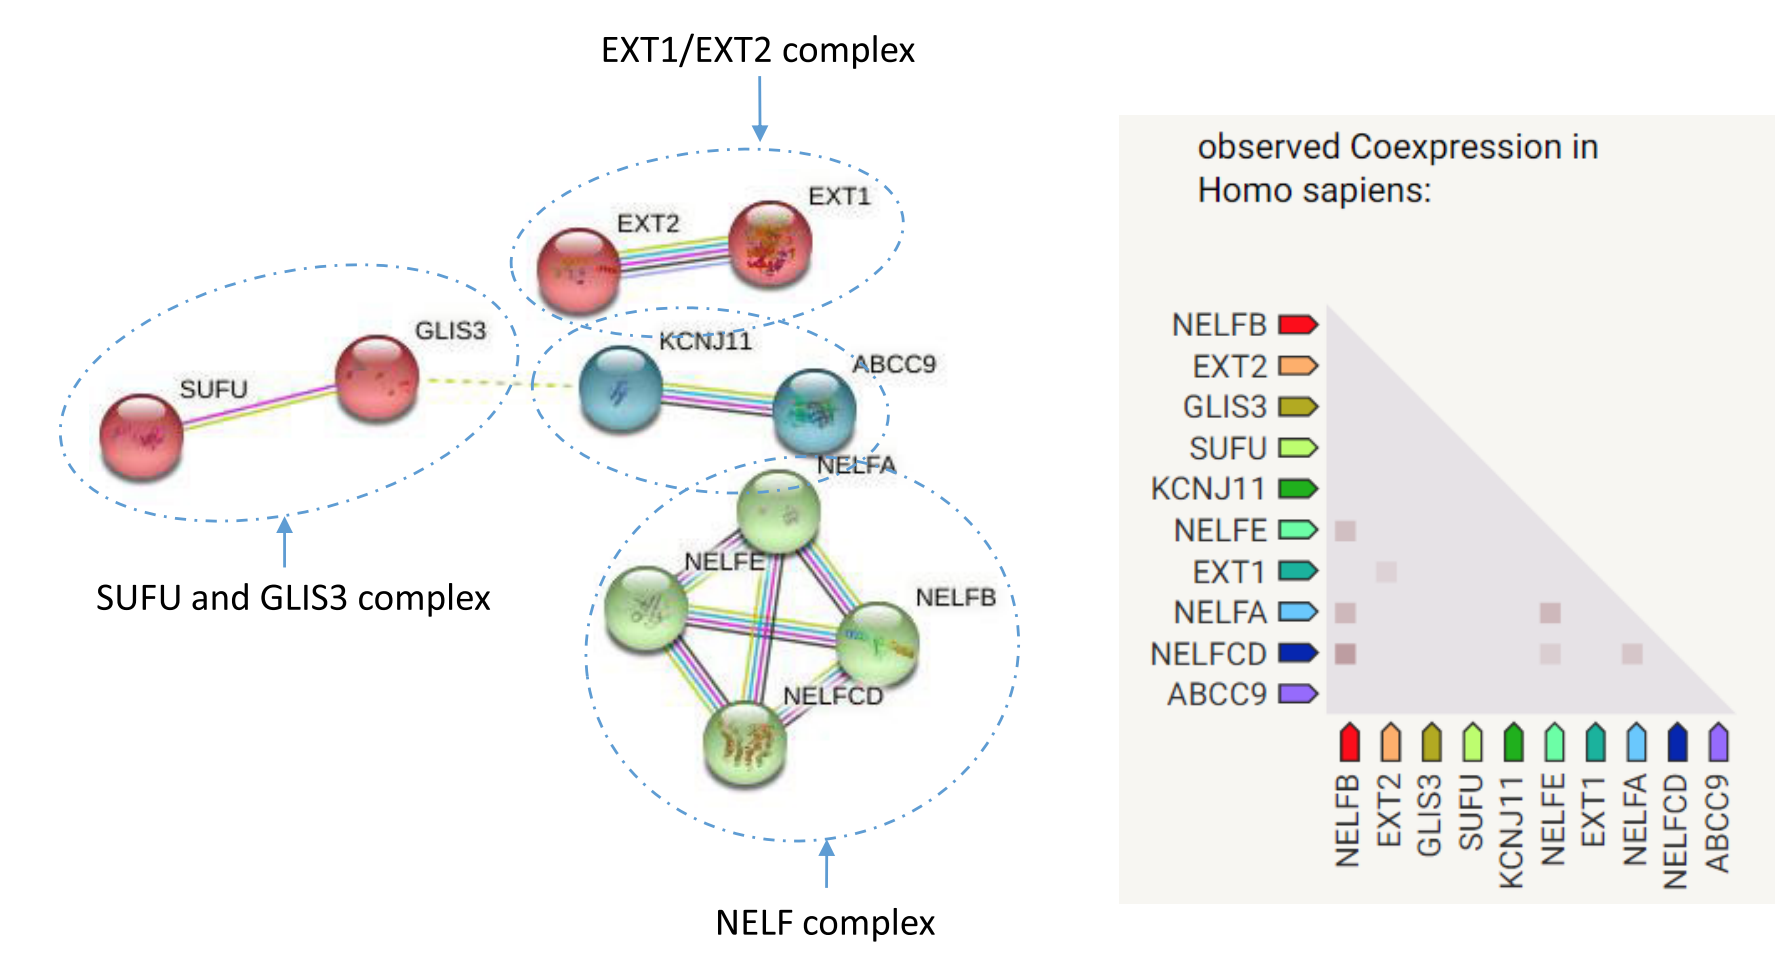 EXT1/EXT2 complex
EXT1
EXT2
GLIS3
KCNJ11
ABCC9
SUFU
NELFA
NELFE
NELFB
SUFU and GLIS3 complex
NELFCD
NELF complex
observed Coexpression in
Homo sapiens:
NELFB
EXT2
GLIS3
SUFU
KCNJ11
NELFE
EXT1
NELFA
NELFCD
ABCC9
NELFB
EXT2
GLIS3
SUFU
KCNJ11
NELFE
EXT1
NELFA
NELFCD
ABCC9